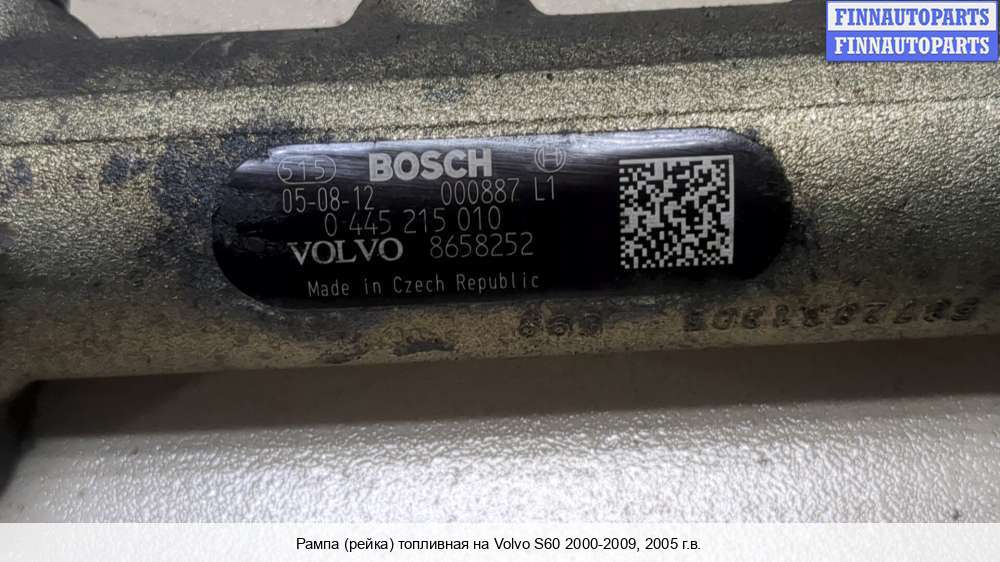 FINNAUTOPARTS
FINNAUTOPARTS
615 BOSCH
05-08-12 000887 L1
0 445 215 010
VOLVO 8658252
Made in Czech Republic
Рампа (рейка) топливная на Volvo S60 2000-2009, 2005 г.в.